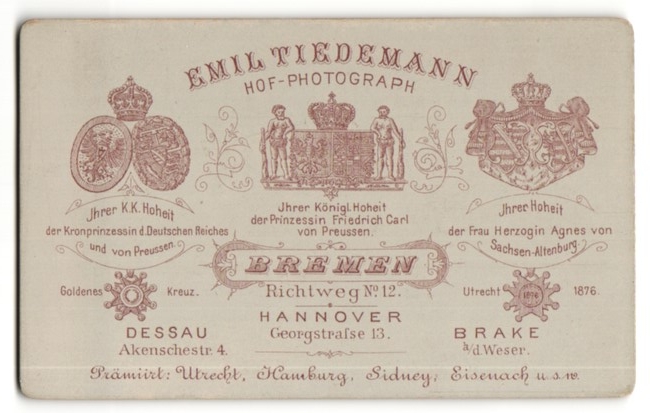 EMIL TIEDEMANN
HOF-PHOTOGRAPH
Jhrer K.K. Hoheit
der Kronprinzessin d. Deutschen Reiches
und von Preussen.
Jhrer Königl. Hoheit
der Prinzessin Friedrich Carl
von Preussen.
Jhrer Hoheit
der Frau Herzogin Agnes von
Sachsen-Altenburg.
BREMEN
Richtweg No. 12.
Goldenes Kreuz.
Utrecht 1876 1876.
HANNOVER
Georgstraſse 13.
DESSAU
Akenschestr. 4.
BRAKE
a/d. Weser.
Prämiirt: Utrecht, Hamburg, Sidney, Eisenach u.s.w.